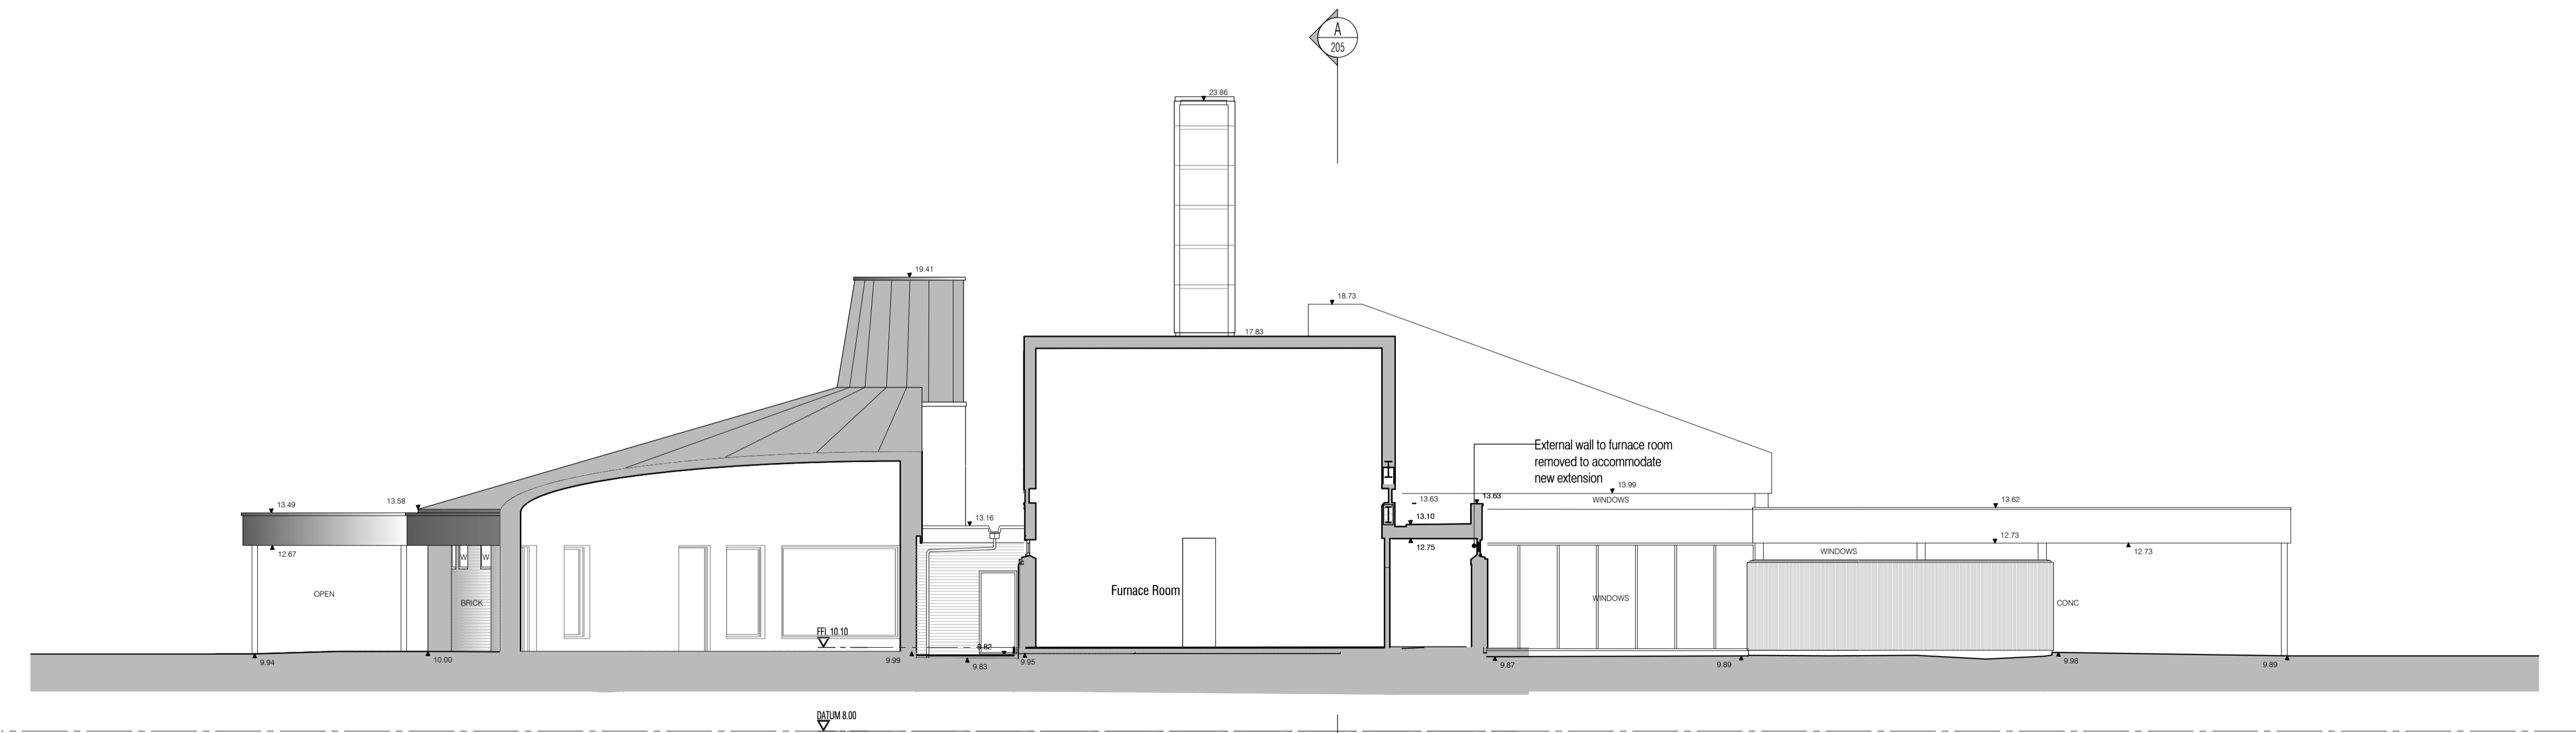 A
205
23.86
19.41
18.73
17.83
External wall to furnace room
removed to accommodate
new extension
13.99
WINDOWS
13.63
13.63
13.49
13.58
13.62
13.16
13.10
12.73
12.75
12.67
W
W
WINDOWS
12.73
OPEN
BRICK
Furnace Room
WINDOWS
CONC
FFL 10.10
9.82
9.94
10.00
9.99
9.83
9.95
9.87
9.89
9.98
9.89
DATUM 8.00